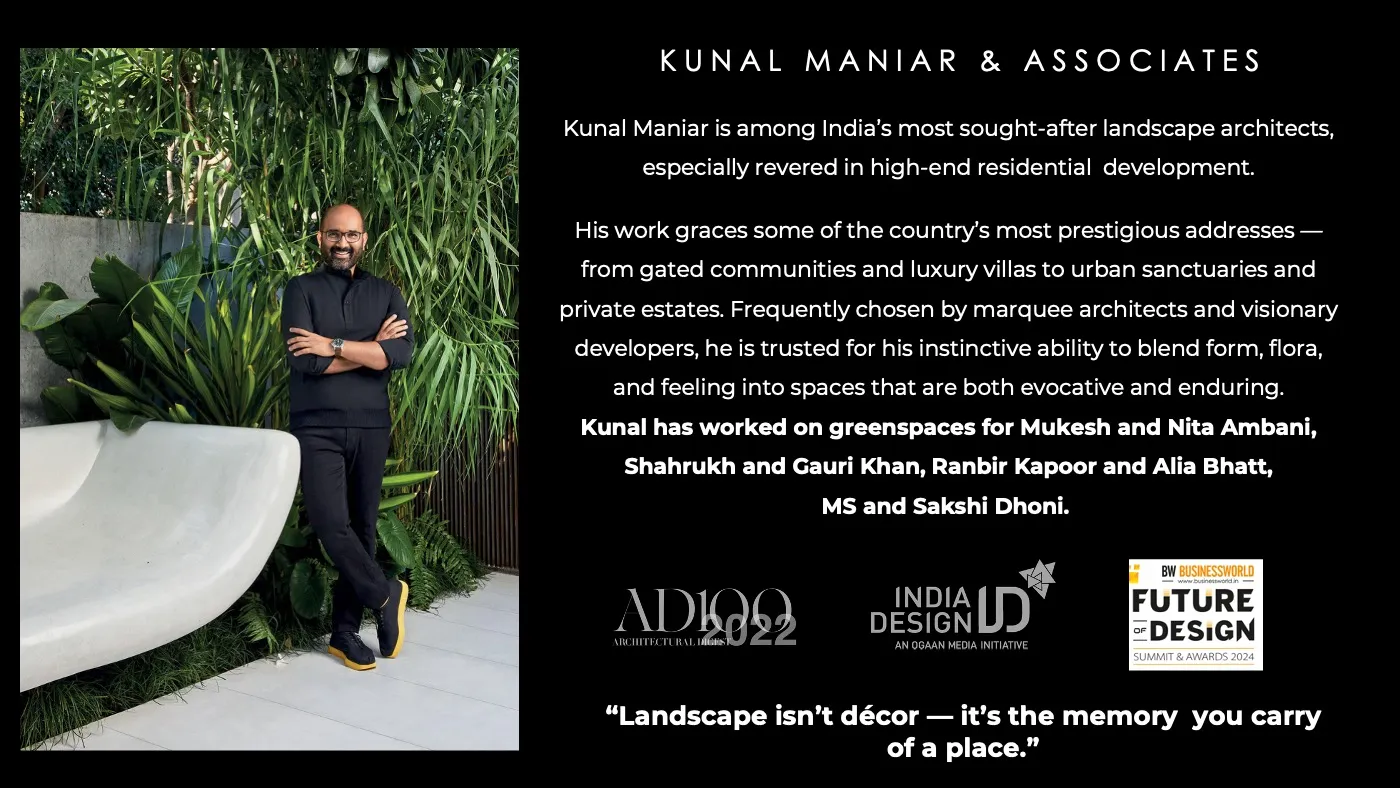 KUNAL MANIAR & ASSOCIATES
Kunal Maniar is among India’s most sought-after landscape architects,
especially revered in high-end residential development.
His work graces some of the country’s most prestigious addresses —
from gated communities and luxury villas to urban sanctuaries and
private estates. Frequently chosen by marquee architects and visionary
developers, he is trusted for his instinctive ability to blend form, flora,
and feeling into spaces that are both evocative and enduring.
Kunal has worked on greenspaces for Mukesh and Nita Ambani,
Shahrukh and Gauri Khan, Ranbir Kapoor and Alia Bhatt,
MS and Sakshi Dhoni.
AD100
2022
ARCHITECTURAL DIGEST
INDIA
DESIGN ID
AN OGAAN MEDIA INITIATIVE
BW BUSINESSWORLD
www.businessworld.in
FUTURE
OF DESIGN
SUMMIT & AWARDS 2024
“Landscape isn’t décor — it’s the memory you carry
of a place.”